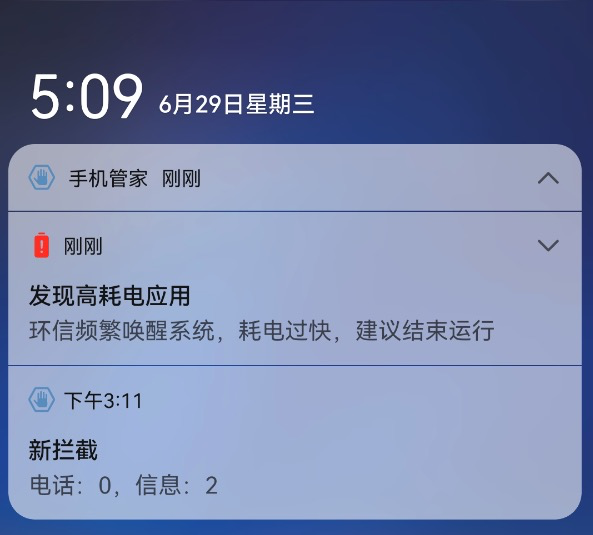 5:09 6月29日星期三
手机管家 刚刚
刚刚
发现高耗电应用
环信频繁唤醒系统，耗电过快，建议结束运行
下午3:11
新拦截
电话：0，信息：2